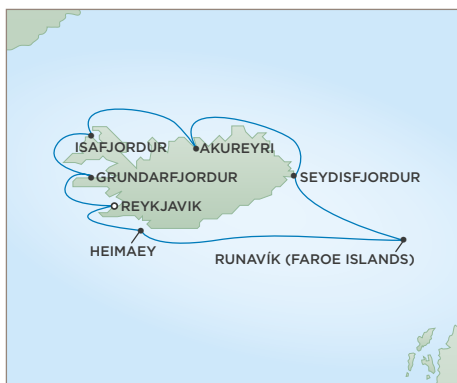 ISAFJORDUR
AKUREYRI
GRUNDARFJORDUR
SEYDISFJORDUR
REYKJAVIK
HEIMAEY
RUNAVÍK (FAROE ISLANDS)